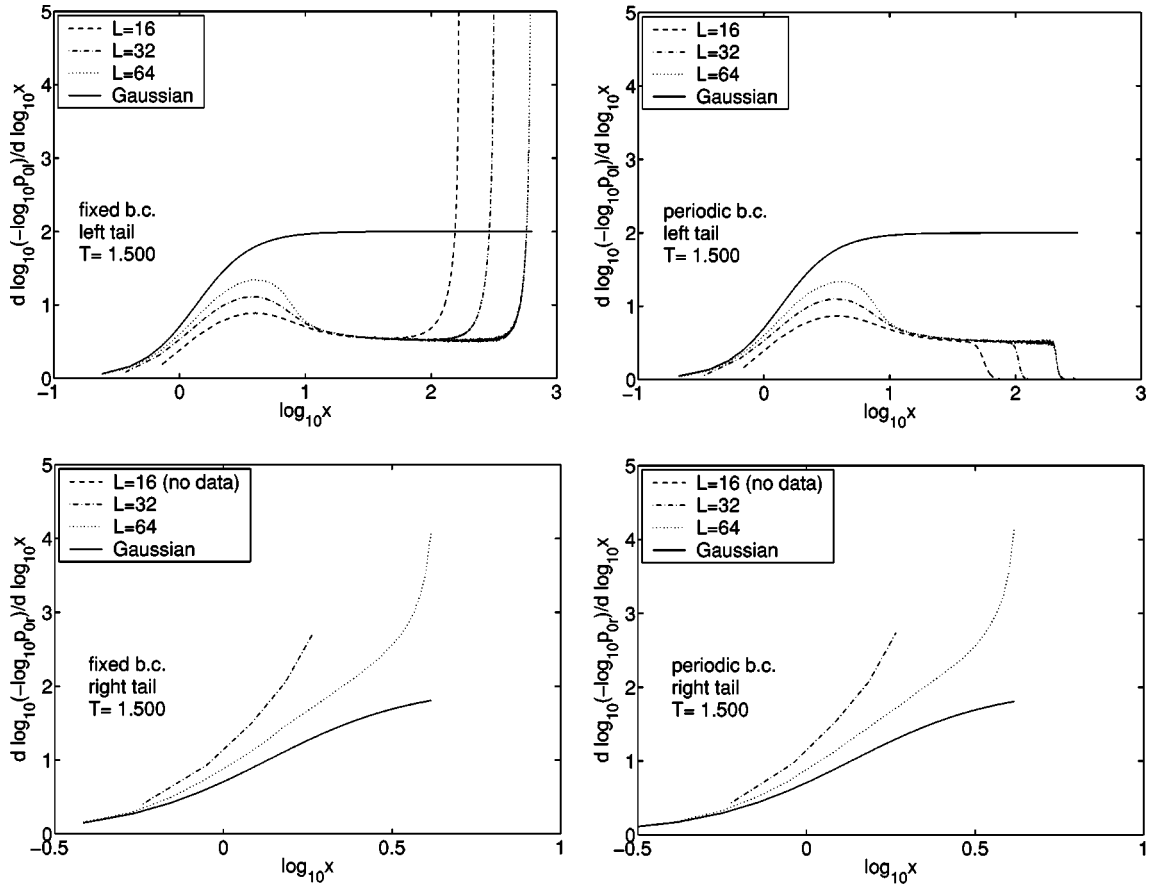 L=16
L=32
L=64
Gaussian
fixed b.c.
left tail
T= 1.500
d log₁₀(−log₁₀p₀ₗ)/d log₁₀x
5
4
3
2
1
0
−1 0 1 2 3
log₁₀x
L=16
L=32
L=64
Gaussian
periodic b.c.
left tail
T= 1.500
d log₁₀(−log₁₀p₀ₗ)/d log₁₀x
5
4
3
2
1
0
−1 0 1 2 3
log₁₀x
L=16 (no data)
L=32
L=64
Gaussian
fixed b.c.
right tail
T= 1.500
d log₁₀(−log₁₀p₀ᵣ)/d log₁₀x
5
4
3
2
1
0
−0.5 0 0.5 1
log₁₀x
L=16 (no data)
L=32
L=64
Gaussian
periodic b.c.
right tail
T= 1.500
d log₁₀(−log₁₀p₀ᵣ)/d log₁₀x
5
4
3
2
1
0
−0.5 0 0.5 1
log₁₀x